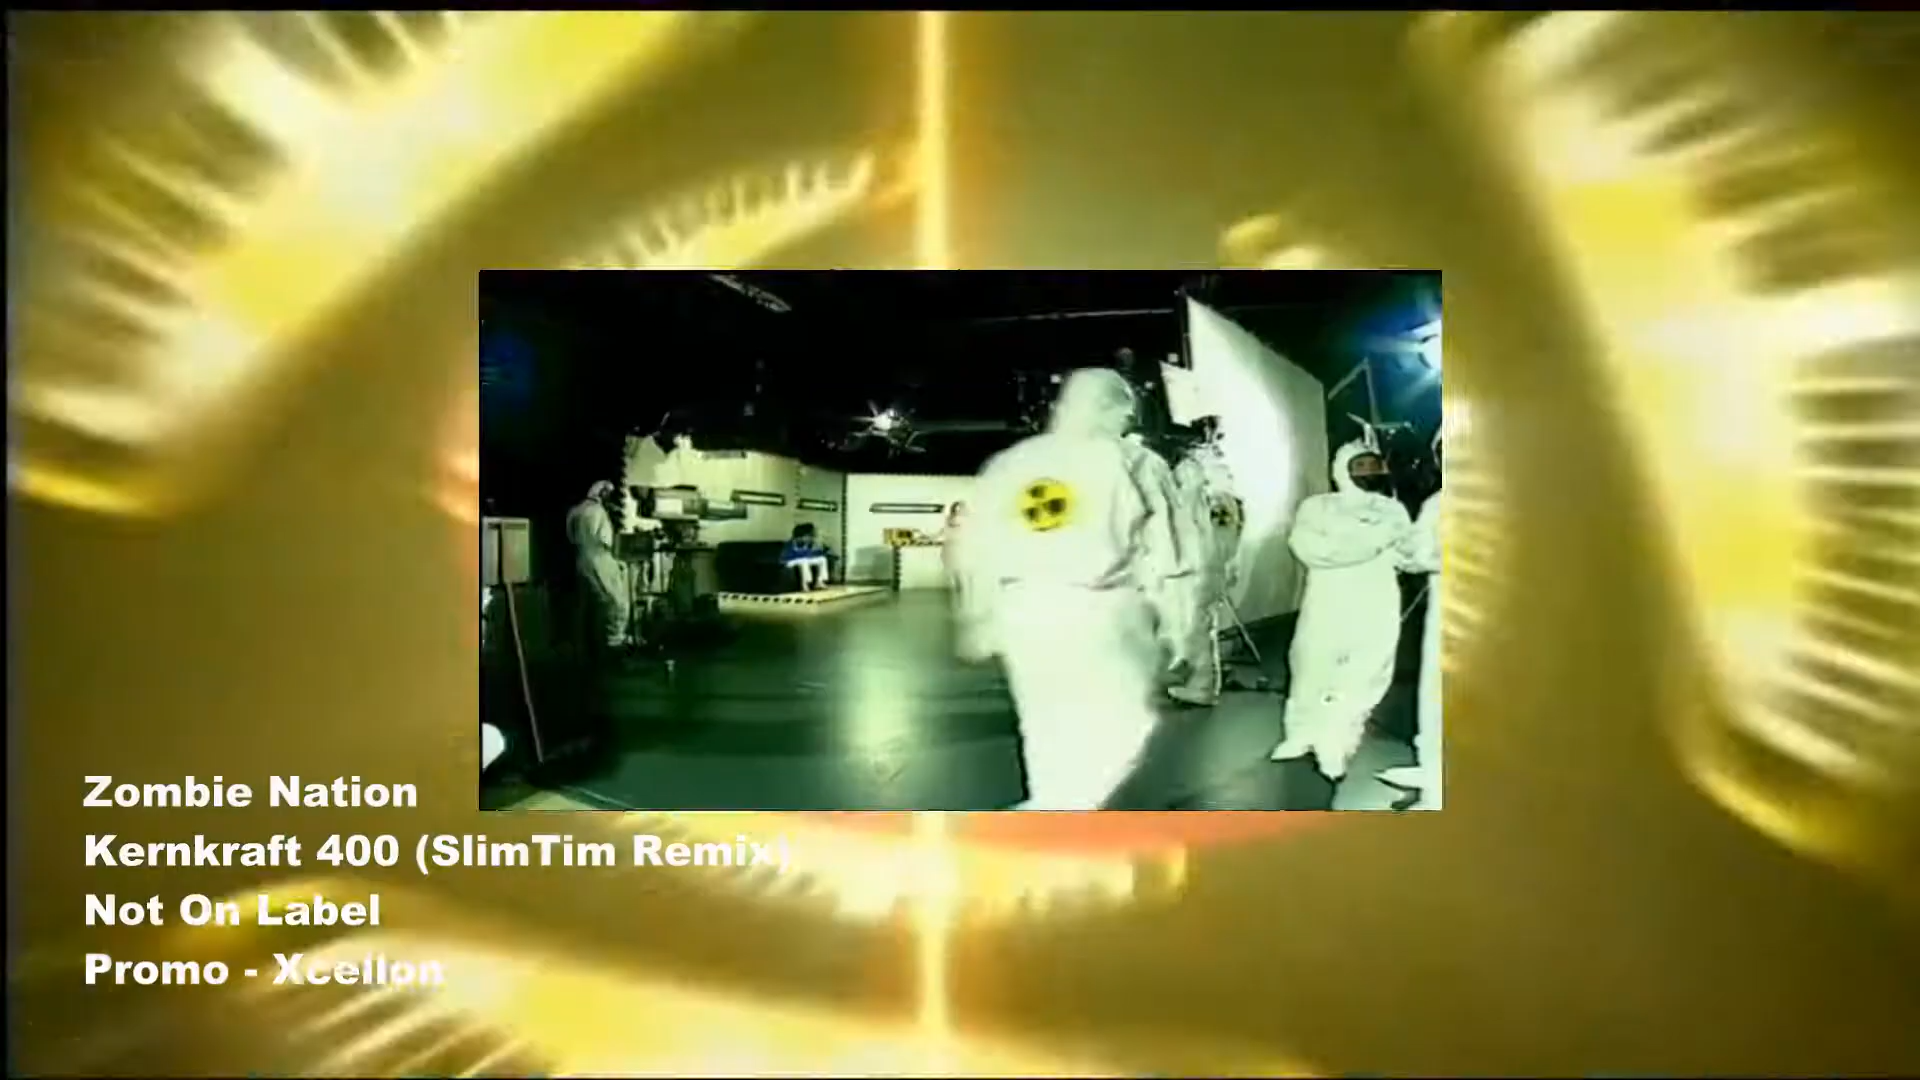 Zombie Nation
Kernkraft 400 (SlimTim Remix)
Not On Label
Promo - Xcellon